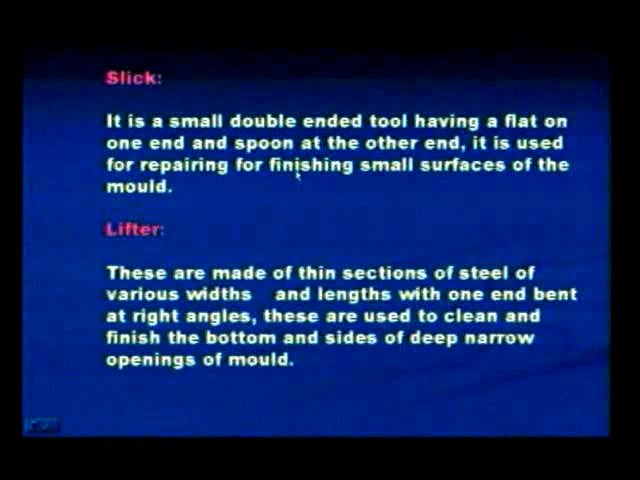 Slick:
It is a small double ended tool having a flat on
one end and spoon at the other end, it is used
for repairing for finishing small surfaces of the
mould.
Lifter:
These are made of thin sections of steel of
various widths and lengths with one end bent
at right angles, these are used to clean and
finish the bottom and sides of deep narrow
openings of mould.